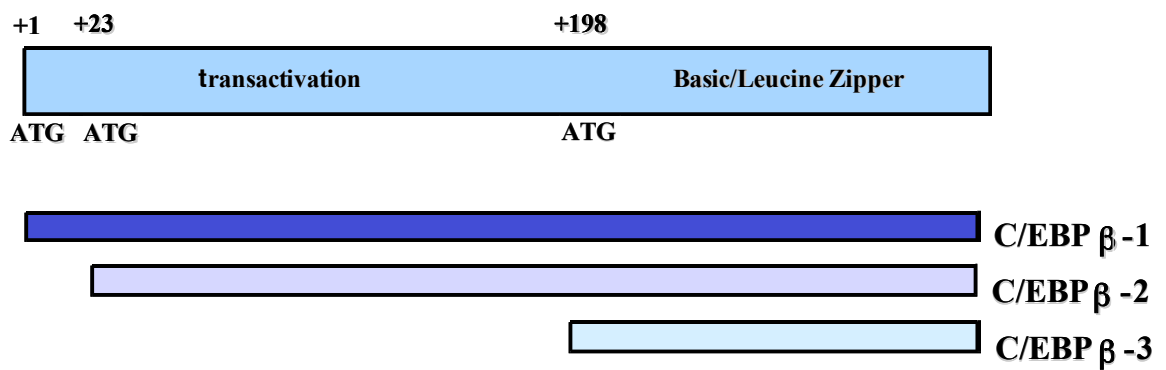 +1 +23 +198
transactivation Basic/Leucine Zipper
ATG ATG ATG
C/EBP β -1
C/EBP β -2
C/EBP β -3